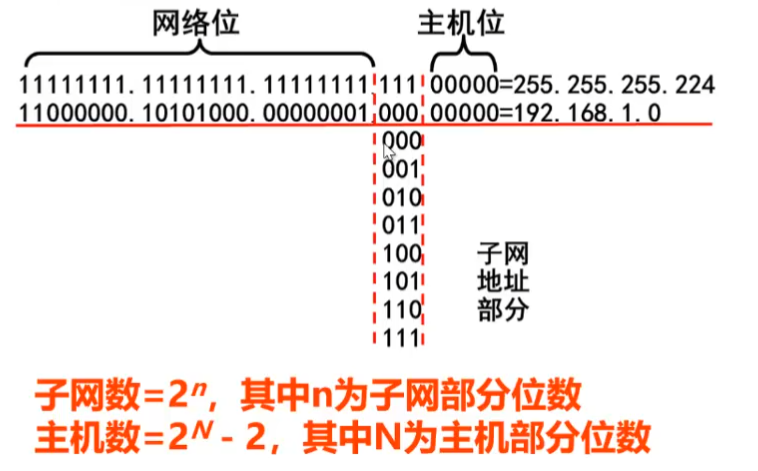 网络位 主机位
11111111.11111111.11111111.111 00000=255.255.255.224
11000000.10101000.00000001.000 00000=192.168.1.0
000
001
010
011
100 子网
101 地址
110 部分
111
子网数=2ⁿ,其中n为子网部分位数
主机数=2ᴺ-2,其中N为主机部分位数